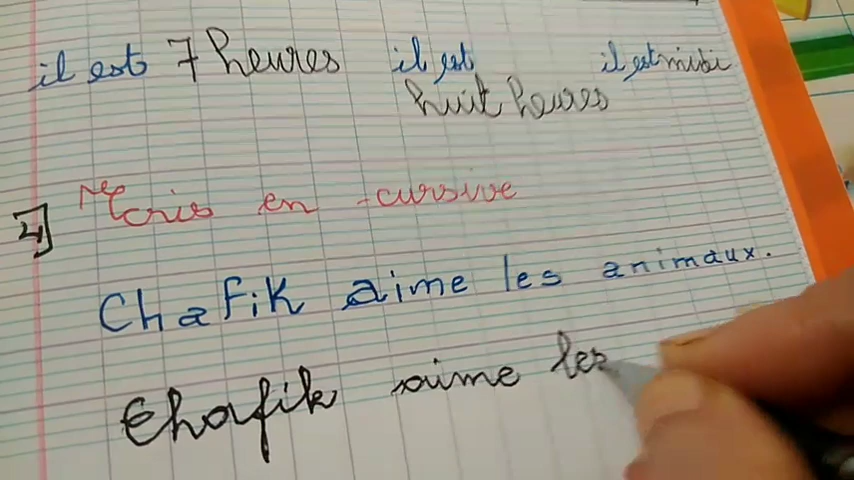 il est 7 heures il est il est midi
huit heures
4] Récris en cursive
Chafik aime les animaux.
Chafik aime les